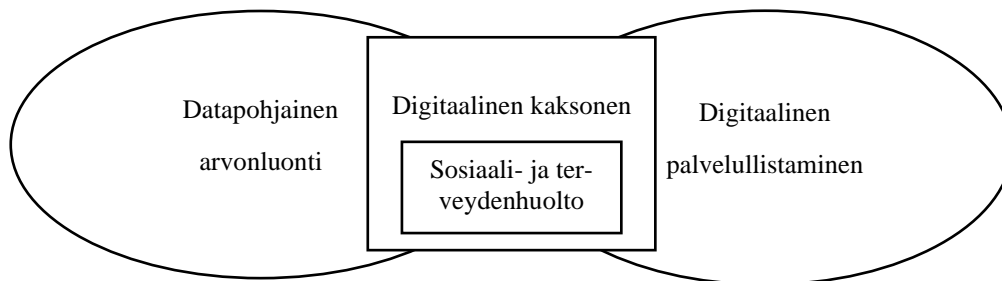 Datapohjainen
arvonluonti
Digitaalinen kaksonen
Sosiaali- ja ter-
veydenhuolto
Digitaalinen
palvelullistaminen